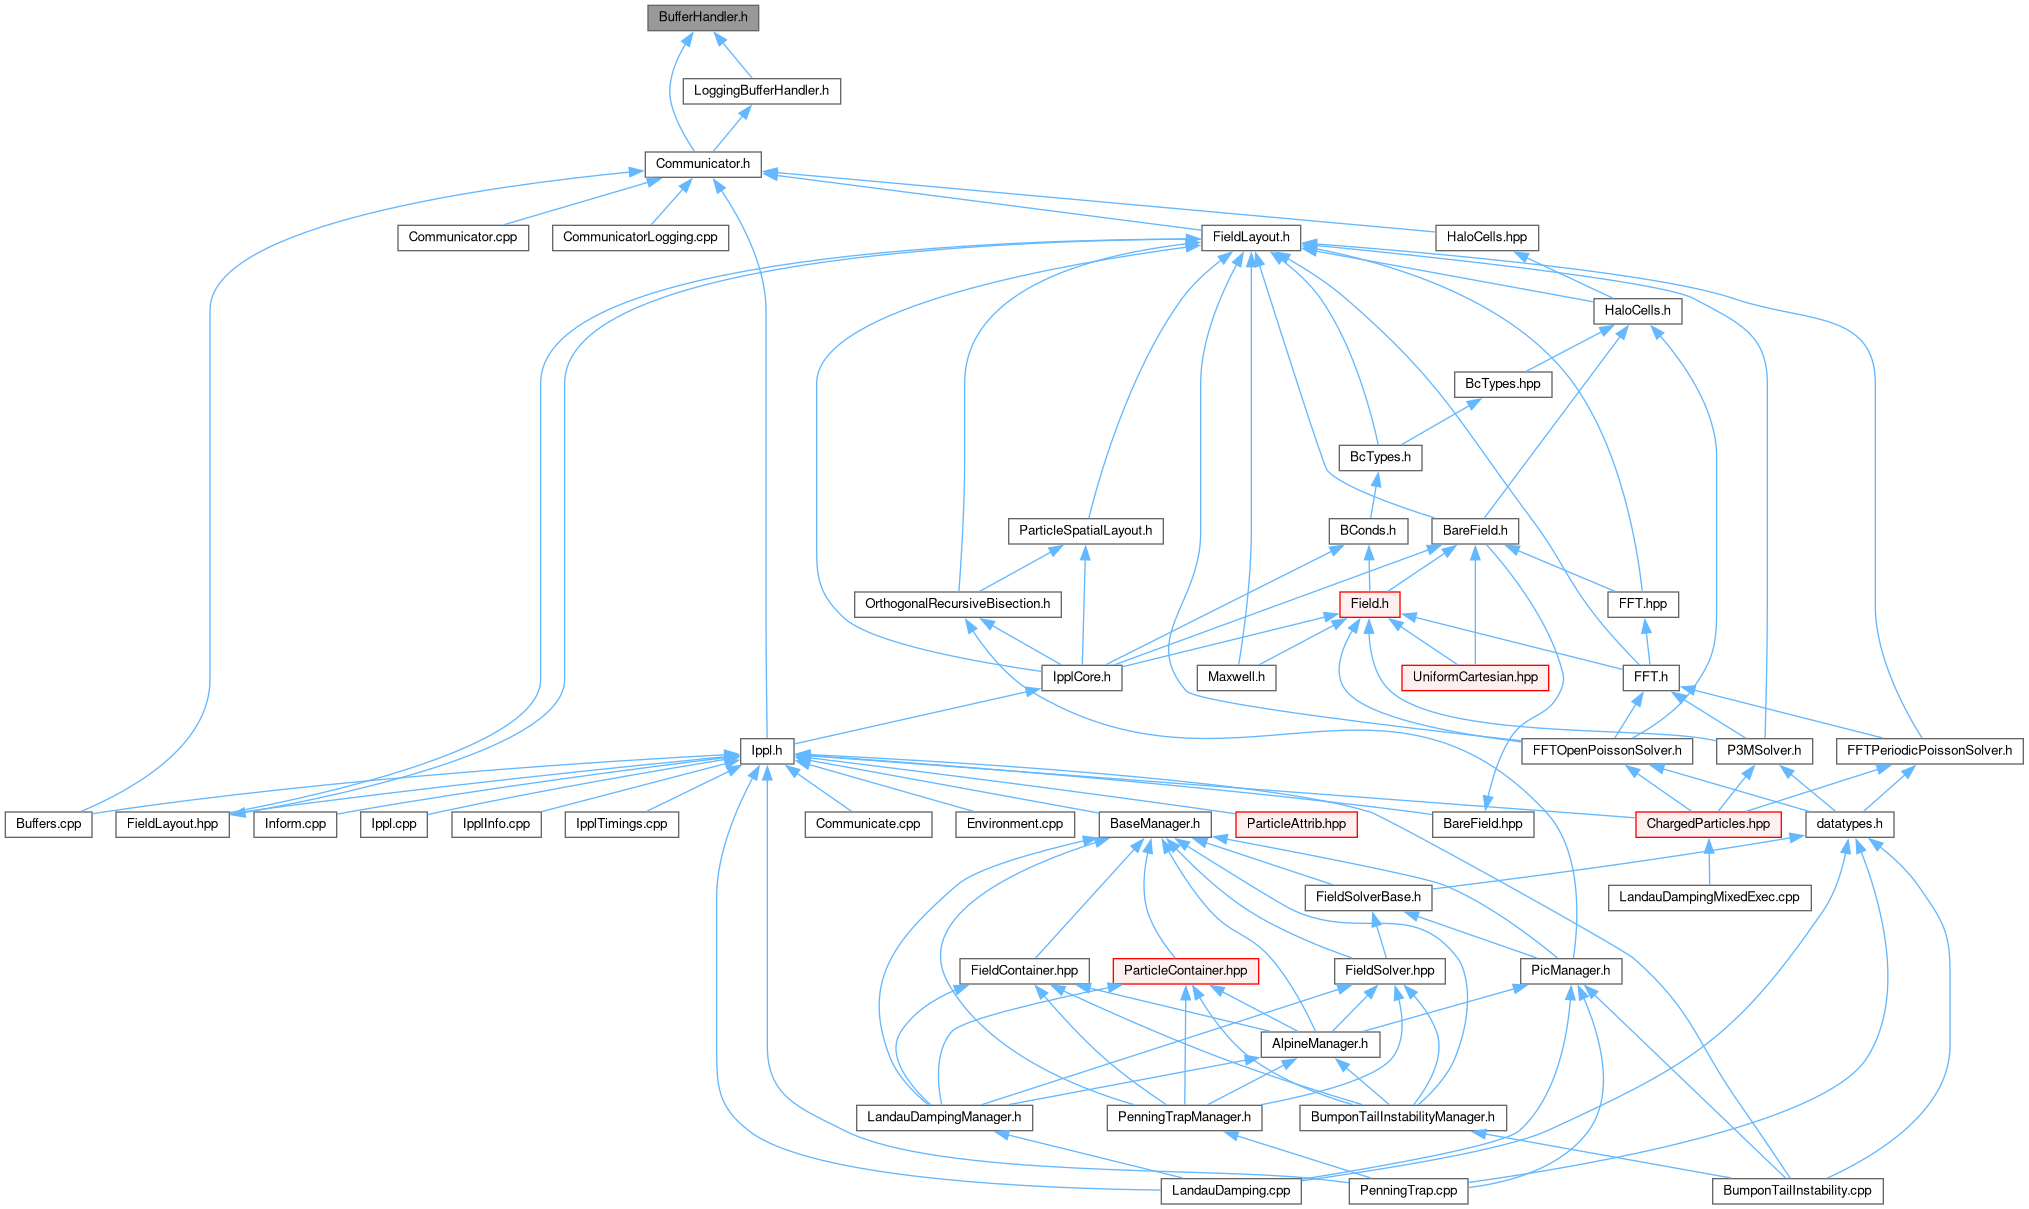 BufferHandler.h
LoggingBufferHandler.h
Communicator.h
Communicator.cpp
CommunicatorLogging.cpp
FieldLayout.h
HaloCells.hpp
HaloCells.h
BcTypes.hpp
BcTypes.h
ParticleSpatialLayout.h
BConds.h
BareField.h
OrthogonalRecursiveBisection.h
Field.h
FFT.hpp
IpplCore.h
Maxwell.h
UniformCartesian.hpp
FFT.h
Ippl.h
FFTOpenPoissonSolver.h
P3MSolver.h
FFTPeriodicPoissonSolver.h
Buffers.cpp
FieldLayout.hpp
Inform.cpp
Ippl.cpp
IpplInfo.cpp
IpplTimings.cpp
Communicate.cpp
Environment.cpp
BaseManager.h
ParticleAttrib.hpp
BareField.hpp
ChargedParticles.hpp
datatypes.h
FieldSolverBase.h
LandauDampingMixedExec.cpp
FieldContainer.hpp
ParticleContainer.hpp
FieldSolver.hpp
PicManager.h
AlpineManager.h
LandauDampingManager.h
PenningTrapManager.h
BumponTailInstabilityManager.h
LandauDamping.cpp
PenningTrap.cpp
BumponTailInstability.cpp